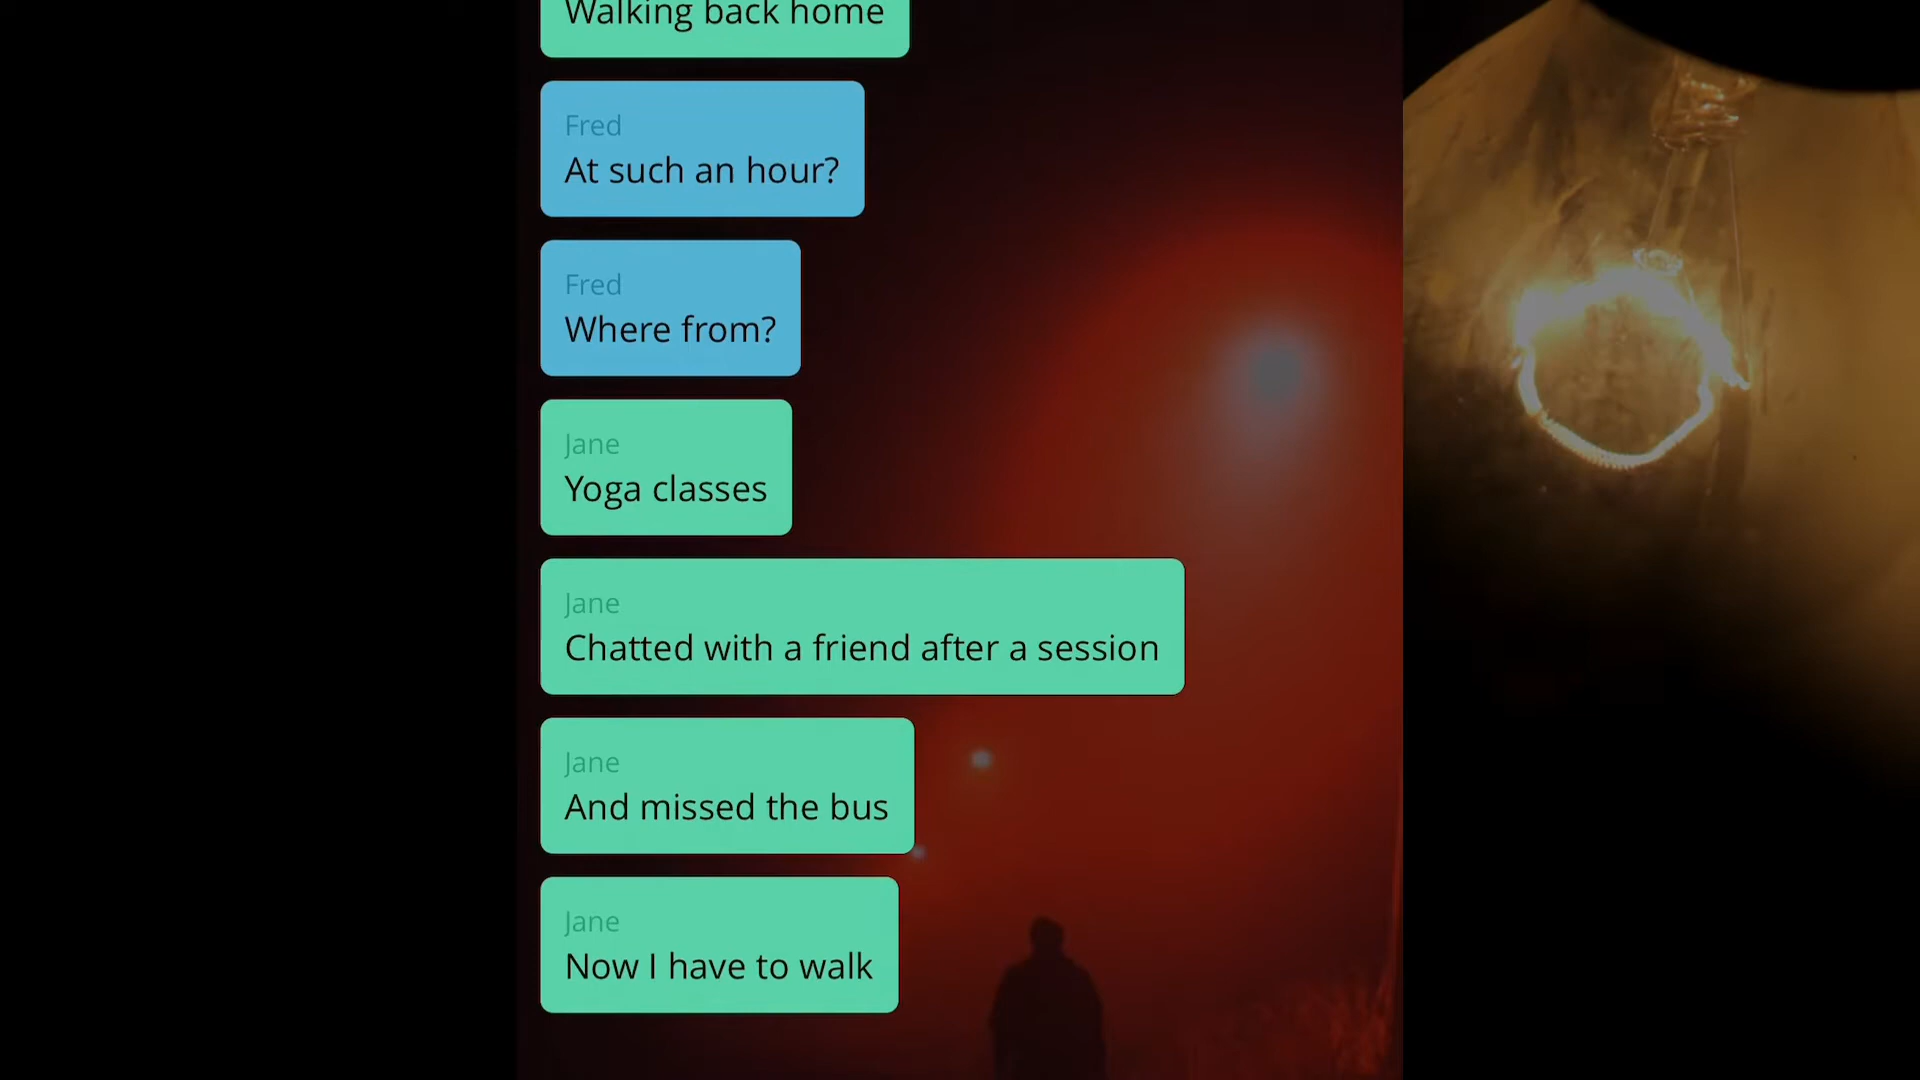 Walking back home
Fred
At such an hour?
Fred
Where from?
Jane
Yoga classes
Jane
Chatted with a friend after a session
Jane
And missed the bus
Jane
Now I have to walk